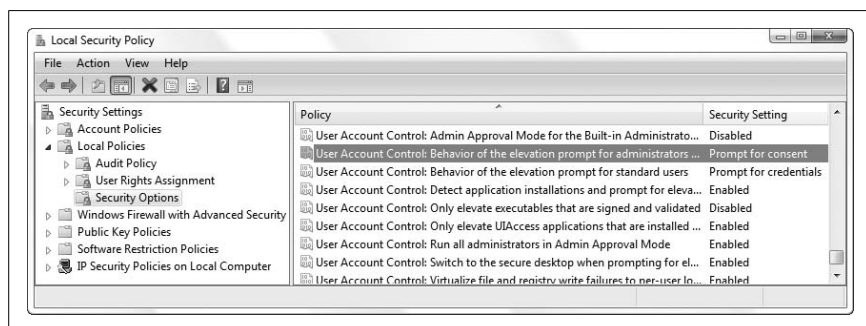 Local Security Policy
File Action View Help
Security Settings
Account Policies
Local Policies
Audit Policy
User Rights Assignment
Security Options
Windows Firewall with Advanced Security
Public Key Policies
Software Restriction Policies
IP Security Policies on Local Computer
Policy Security Setting
User Account Control: Admin Approval Mode for the Built-in Administrato... Disabled
User Account Control: Behavior of the elevation prompt for administrators ... Prompt for consent
User Account Control: Behavior of the elevation prompt for standard users Prompt for credentials
User Account Control: Detect application installations and prompt for eleva... Enabled
User Account Control: Only elevate executables that are signed and validated Disabled
User Account Control: Only elevate UIAccess applications that are installed ... Enabled
User Account Control: Run all administrators in Admin Approval Mode Enabled
User Account Control: Switch to the secure desktop when prompting for el... Enabled
User Account Control: Virtualize file and registry write failures to per-user lo... Enabled